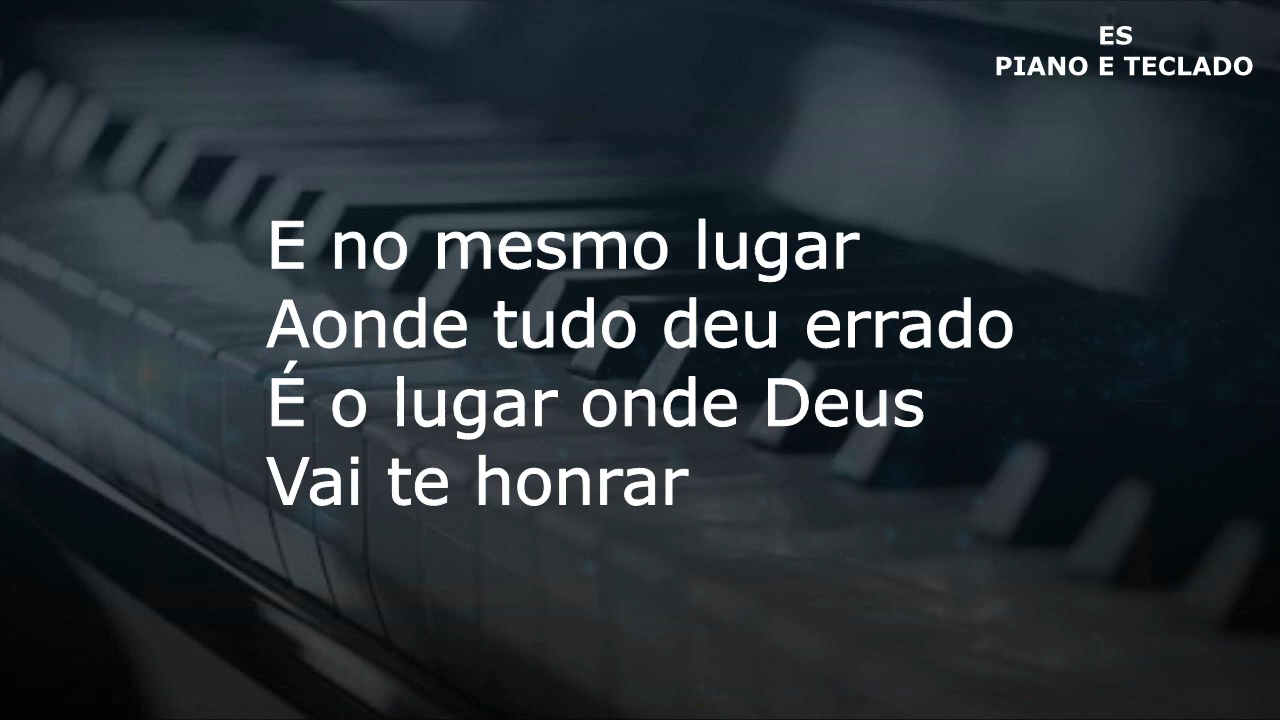 ES
PIANO E TECLADO
E no mesmo lugar
Aonde tudo deu errado
É o lugar onde Deus
Vai te honrar